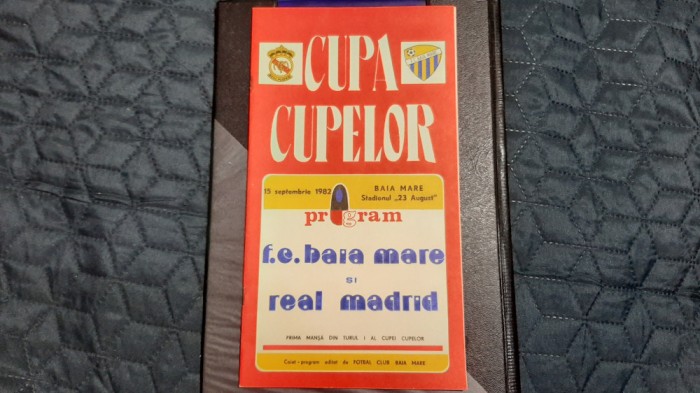 CUPA
CUPELOR
15 septembrie 1982
BAIA MARE
Stadionul „23 August"
program
f.c. baia mare
si
real madrid
PRIMA MANȘĂ DIN TURUL I AL CUPEI CUPELOR
Caiet - program editat de FOTBAL CLUB BAIA MARE